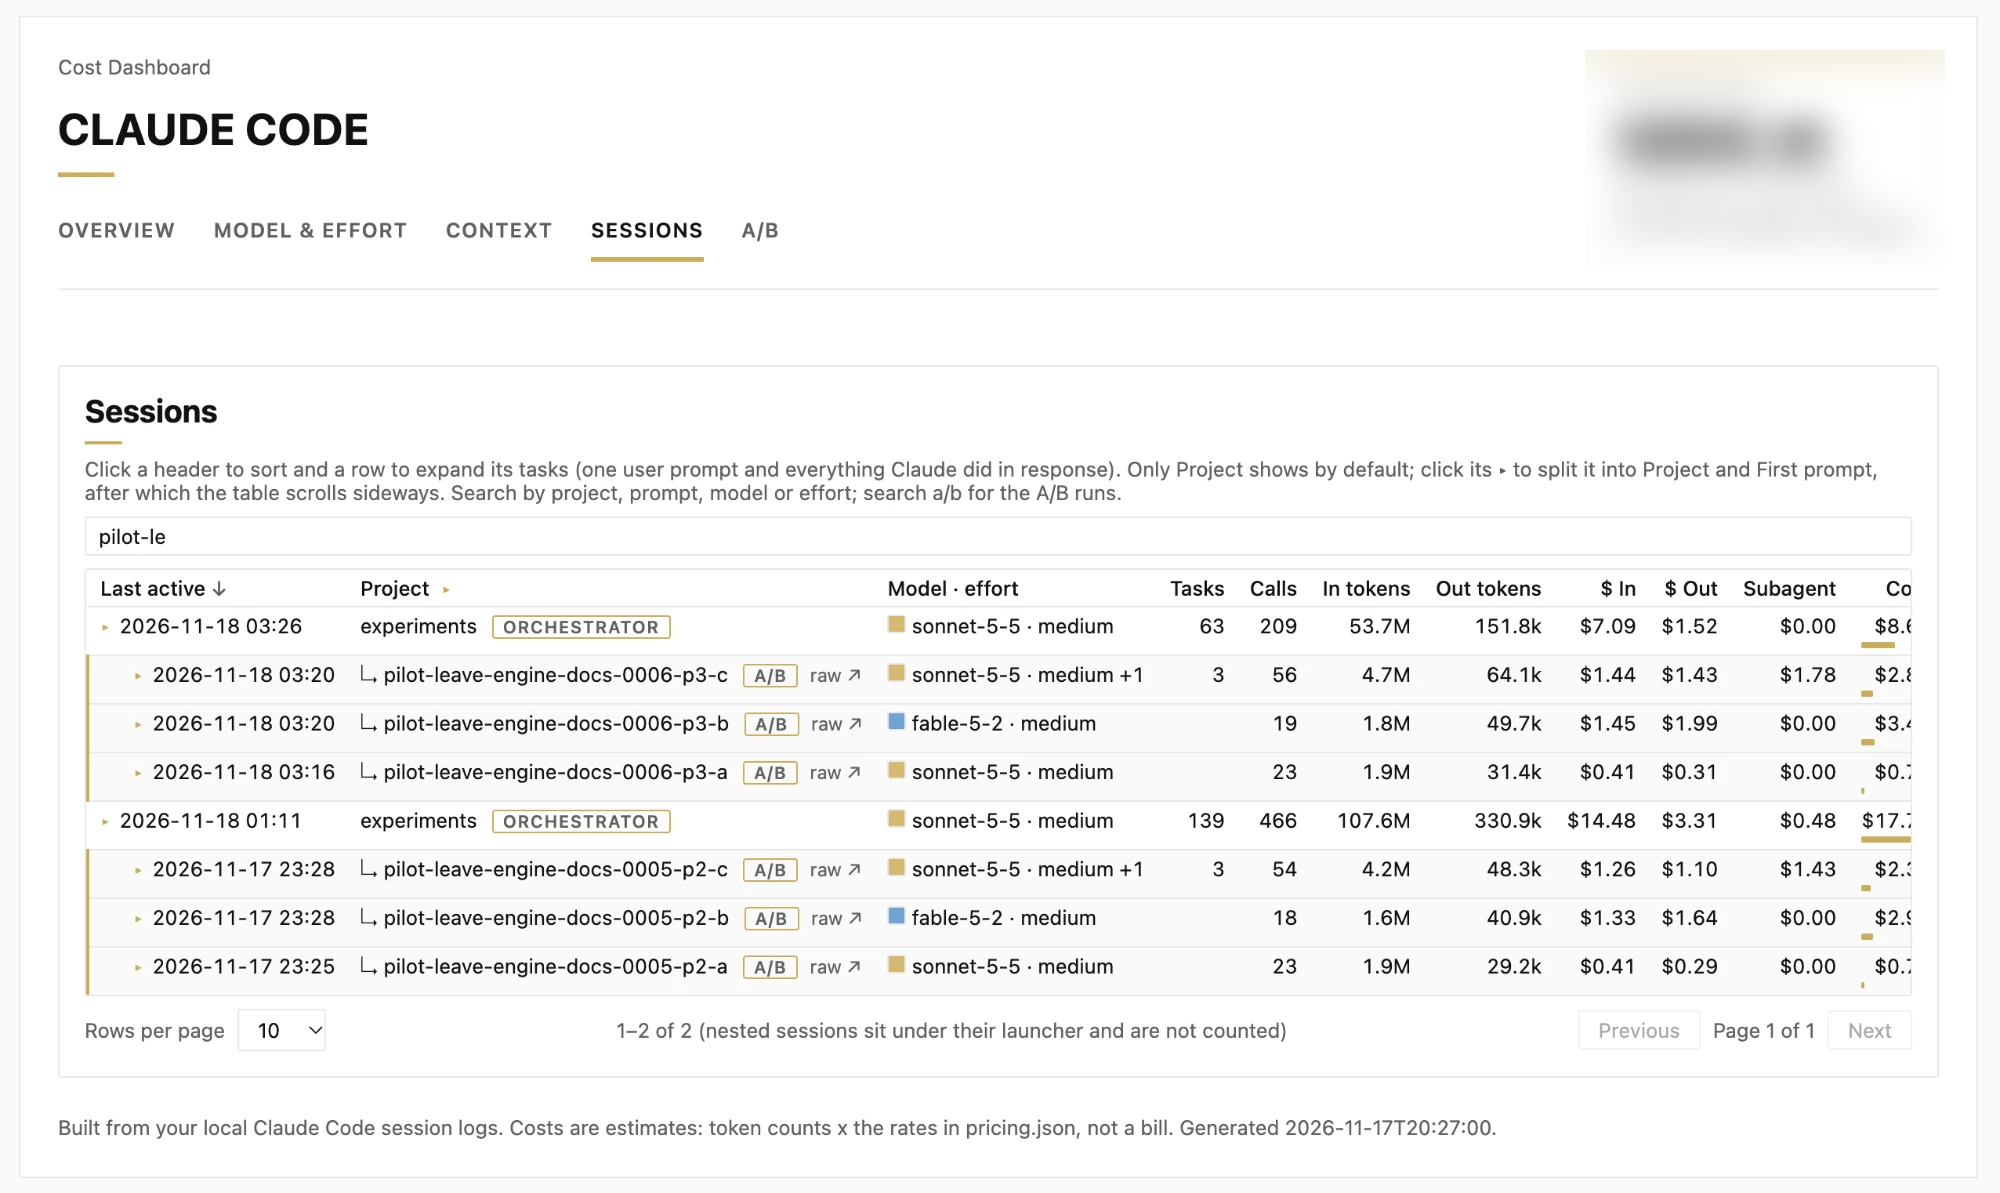 Cost Dashboard
CLAUDE CODE
OVERVIEW MODEL & EFFORT CONTEXT SESSIONS A/B
Sessions
Click a header to sort and a row to expand its tasks (one user prompt and everything Claude did in response). Only Project shows by default; click its ▸ to split it into Project and First prompt,
after which the table scrolls sideways. Search by project, prompt, model or effort; search a/b for the A/B runs.
pilot-le
Last active ↓ Project ▸ Model · effort Tasks Calls In tokens Out tokens $ In $ Out Subagent Co
▸ 2026-11-18 03:26 experiments ORCHESTRATOR sonnet-5-5 · medium 63 209 53.7M 151.8k $7.09 $1.52 $0.00 $8.6
▸ 2026-11-18 03:20 pilot-leave-engine-docs-0006-p3-c A/B raw ↗ sonnet-5-5 · medium +1 3 56 4.7M 64.1k $1.44 $1.43 $1.78 $2.8
▸ 2026-11-18 03:20 pilot-leave-engine-docs-0006-p3-b A/B raw ↗ fable-5-2 · medium 19 1.8M 49.7k $1.45 $1.99 $0.00 $3.4
▸ 2026-11-18 03:16 pilot-leave-engine-docs-0006-p3-a A/B raw ↗ sonnet-5-5 · medium 23 1.9M 31.4k $0.41 $0.31 $0.00 $0.7
▸ 2026-11-18 01:11 experiments ORCHESTRATOR sonnet-5-5 · medium 139 466 107.6M 330.9k $14.48 $3.31 $0.48 $17.7
▸ 2026-11-17 23:28 pilot-leave-engine-docs-0005-p2-c A/B raw ↗ sonnet-5-5 · medium +1 3 54 4.2M 48.3k $1.26 $1.10 $1.43 $2.3
▸ 2026-11-17 23:28 pilot-leave-engine-docs-0005-p2-b A/B raw ↗ fable-5-2 · medium 18 1.6M 40.9k $1.33 $1.64 $0.00 $2.9
▸ 2026-11-17 23:25 pilot-leave-engine-docs-0005-p2-a A/B raw ↗ sonnet-5-5 · medium 23 1.9M 29.2k $0.41 $0.29 $0.00 $0.7
Rows per page 10 1–2 of 2 (nested sessions sit under their launcher and are not counted) Previous Page 1 of 1 Next
Built from your local Claude Code session logs. Costs are estimates: token counts x the rates in pricing.json, not a bill. Generated 2026-11-17T20:27:00.